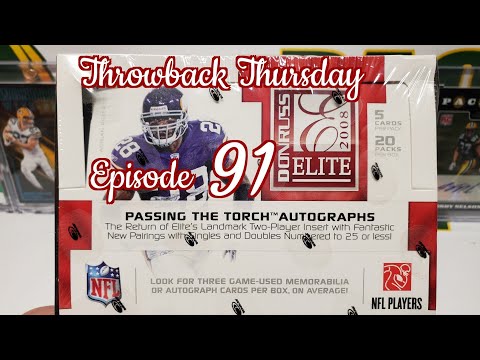 Throwback Thursday
Episode 91
DONRUSS
ELITE
2008
5
CARDS
PER PACK
20
PACKS
PER BOX
28
PASSING THE TORCH™ AUTOGRAPHS
The Return of Elite's Landmark Two-Player Insert with Fantastic
New Pairings with Singles and Doubles Numbered to 25 or less!
LOOK FOR THREE GAME-USED MEMORABILIA
OR AUTOGRAPH CARDS PER BOX, ON AVERAGE!
NFL
NFL PLAYERS
PAC